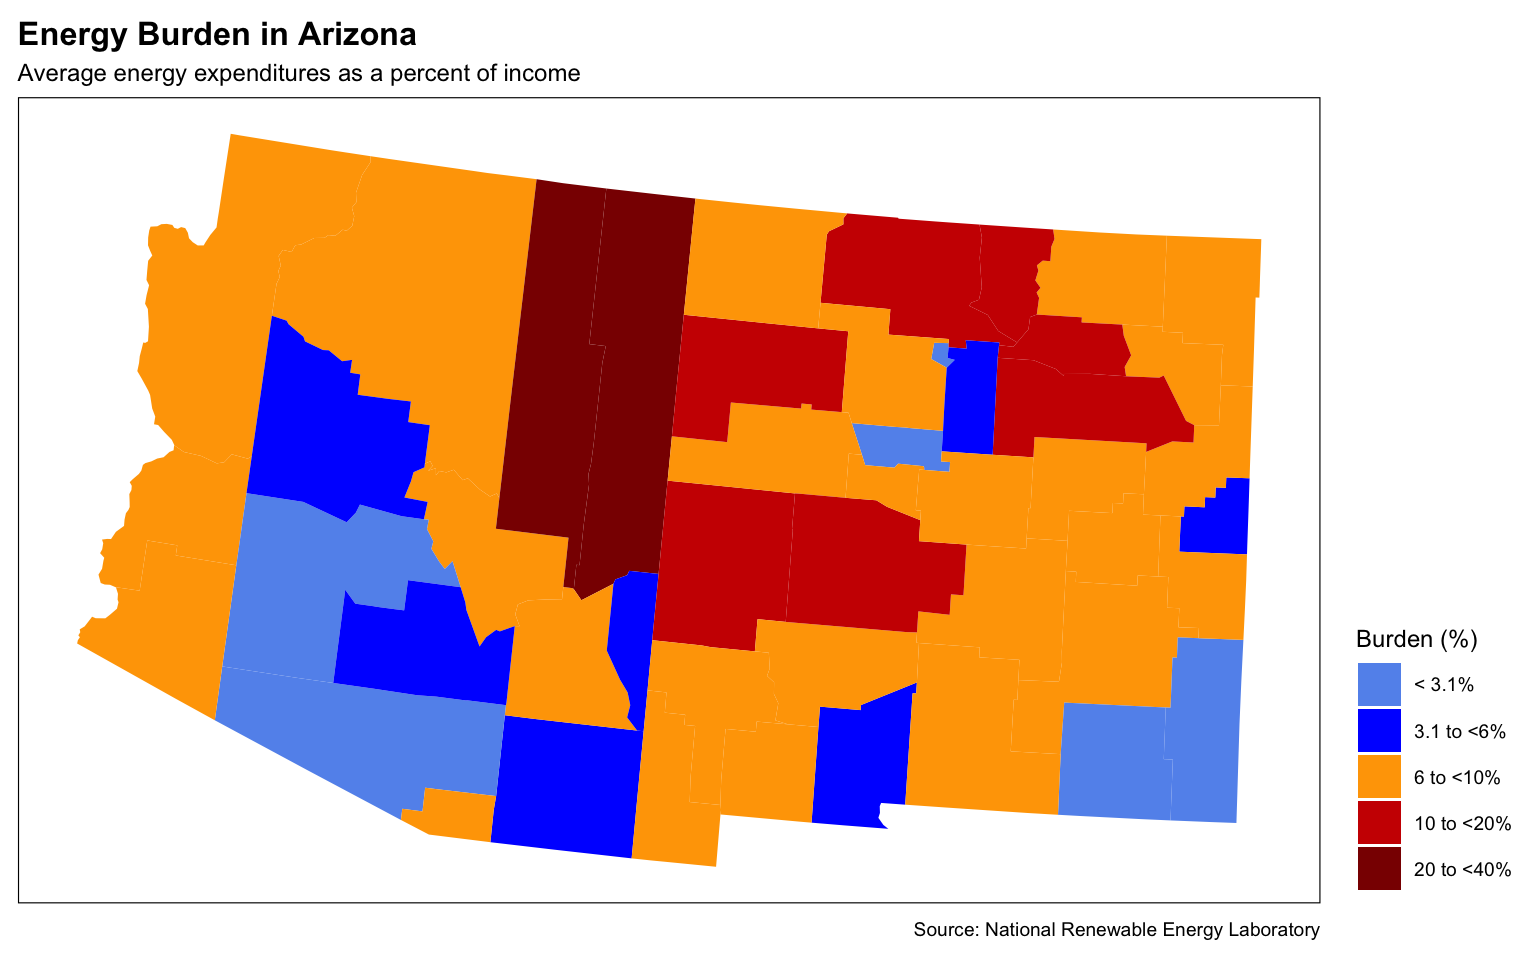 Energy Burden in Arizona
Average energy expenditures as a percent of income
Burden (%)
< 3.1%
3.1 to <6%
6 to <10%
10 to <20%
20 to <40%
Source: National Renewable Energy Laboratory